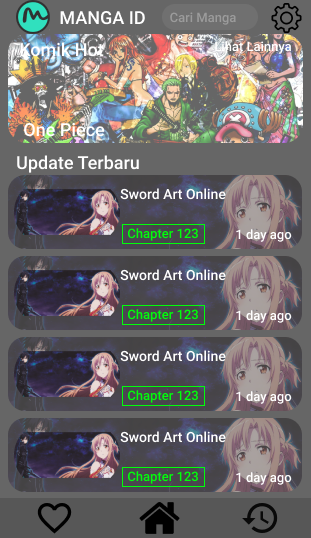 MANGA ID
Cari Manga
Komik Hot
Lihat Lainnya
One Piece
Update Terbaru
Sword Art Online
Chapter 123
1 day ago
Sword Art Online
Chapter 123
1 day ago
Sword Art Online
Chapter 123
1 day ago
Sword Art Online
Chapter 123
1 day ago